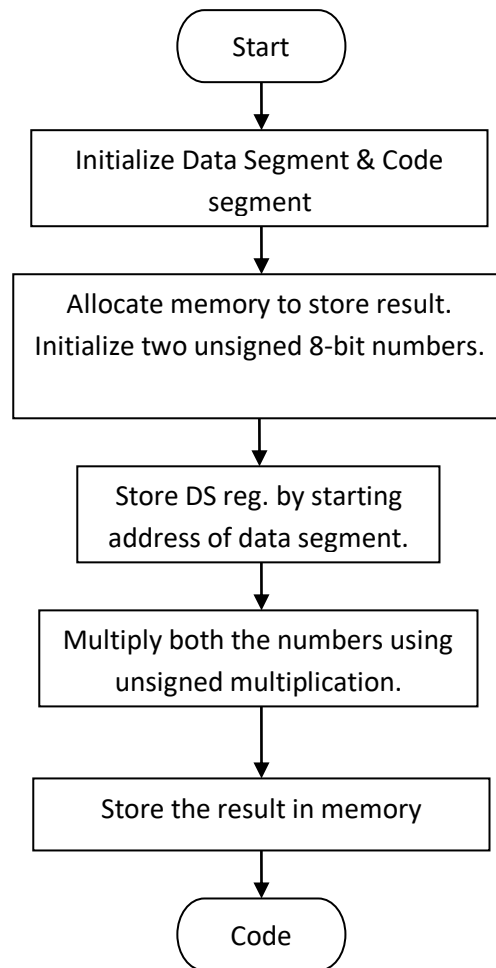 Start
Initialize Data Segment & Code
segment
Allocate memory to store result.
Initialize two unsigned 8-bit numbers.
Store DS reg. by starting
address of data segment.
Multiply both the numbers using
unsigned multiplication.
Store the result in memory
Code